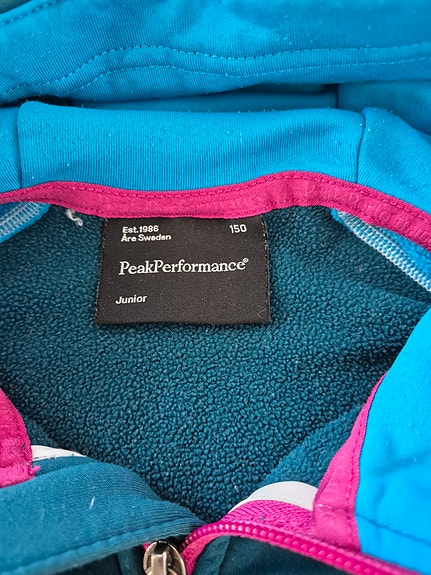 Est.1986 150
Åre Sweden
PeakPerformance®
Junior